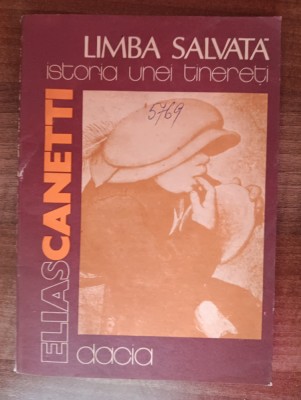 LIMBA SALVATĂ
istoria unei tinereți
ELIAS CANETTI
5769
dacia